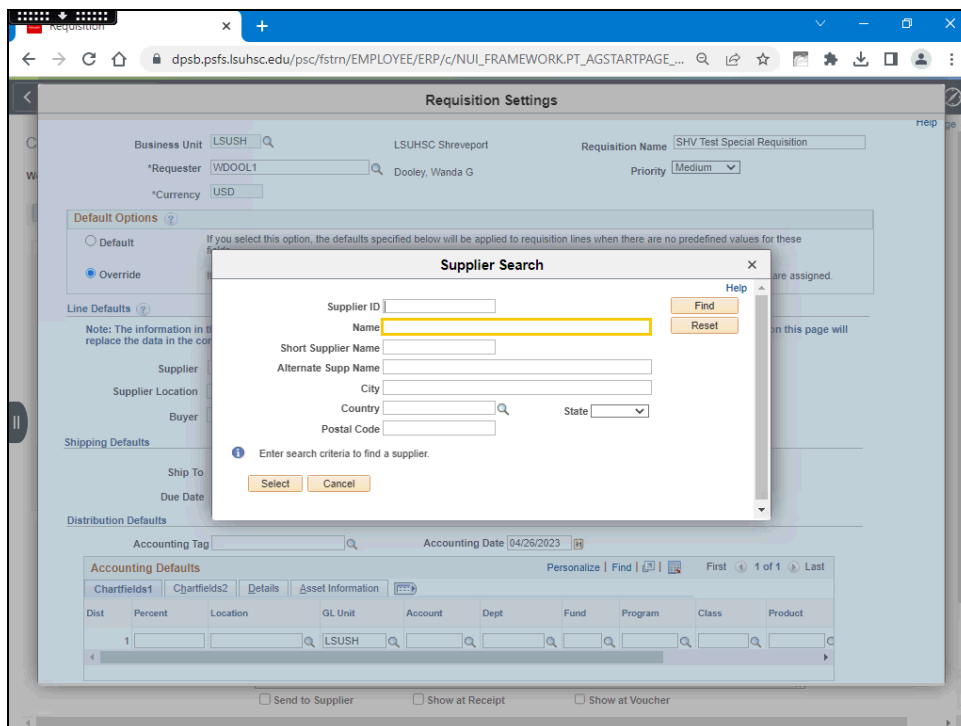 Requisition
dpsb.psfs.lsuhsc.edu/psc/fstrn/EMPLOYEE/ERP/c/NUI_FRAMEWORK.PT_AGSTARTPAGE_...
Requisition Settings
Help
Business Unit LSUSH LSUHSC Shreveport Requisition Name SHV Test Special Requisition
*Requester WDOOL1 Dooley, Wanda G Priority Medium
*Currency USD
Default Options ?
Default If you select this option, the defaults specified below will be applied to requisition lines when there are no predefined values for these
Override are assigned.
Supplier Search
Help
Supplier ID Find
Name Reset
Short Supplier Name
Alternate Supp Name
City
Country State
Postal Code
Enter search criteria to find a supplier.
Select Cancel
Line Defaults ?
Note: The information in on this page will
replace the data in the
Supplier
Supplier Location
Buyer
Shipping Defaults
Ship To
Due Date
Distribution Defaults
Accounting Tag Accounting Date 04/26/2023
Accounting Defaults Personalize | Find | First 1 of 1 Last
Chartfields1 Chartfields2 Details Asset Information
Dist Percent Location GL Unit Account Dept Fund Program Class Product
1 LSUSH
Send to Supplier Show at Receipt Show at Voucher